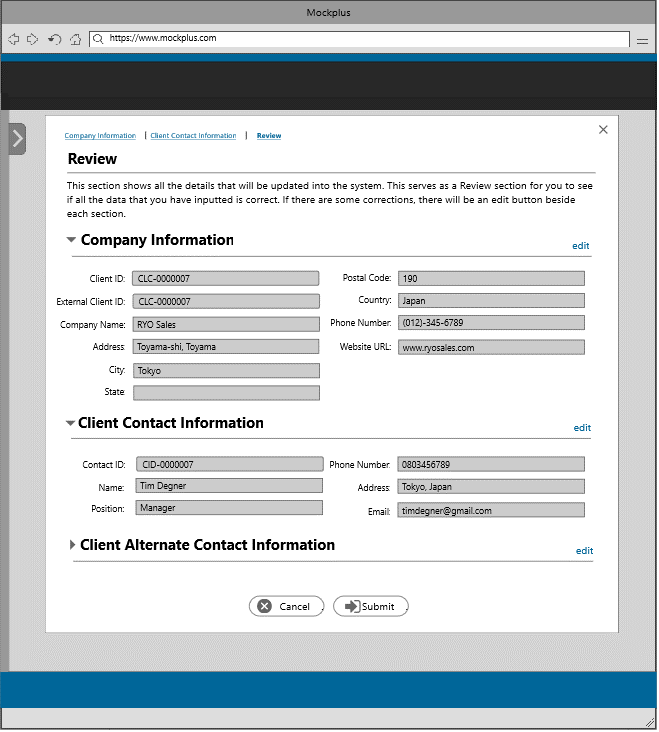 Mockplus
https://www.mockplus.com
Company Information | Client Contact Information | Review
Review
This section shows all the details that will be updated into the system. This serves as a Review section for you to see
if all the data that you have inputted is correct. If there are some corrections, there will be an edit button beside
each section.
Company Information
edit
Client ID: CLC-0000007
External Client ID: CLC-0000007
Company Name: RYO Sales
Address: Toyama-shi, Toyama
City: Tokyo
State:
Postal Code: 190
Country: Japan
Phone Number: (012)-345-6789
Website URL: www.ryosales.com
Client Contact Information
edit
Contact ID: CID-0000007
Name: Tim Degner
Position: Manager
Phone Number: 0803456789
Address: Tokyo, Japan
Email: timdegner@gmail.com
Client Alternate Contact Information
edit
Cancel
Submit